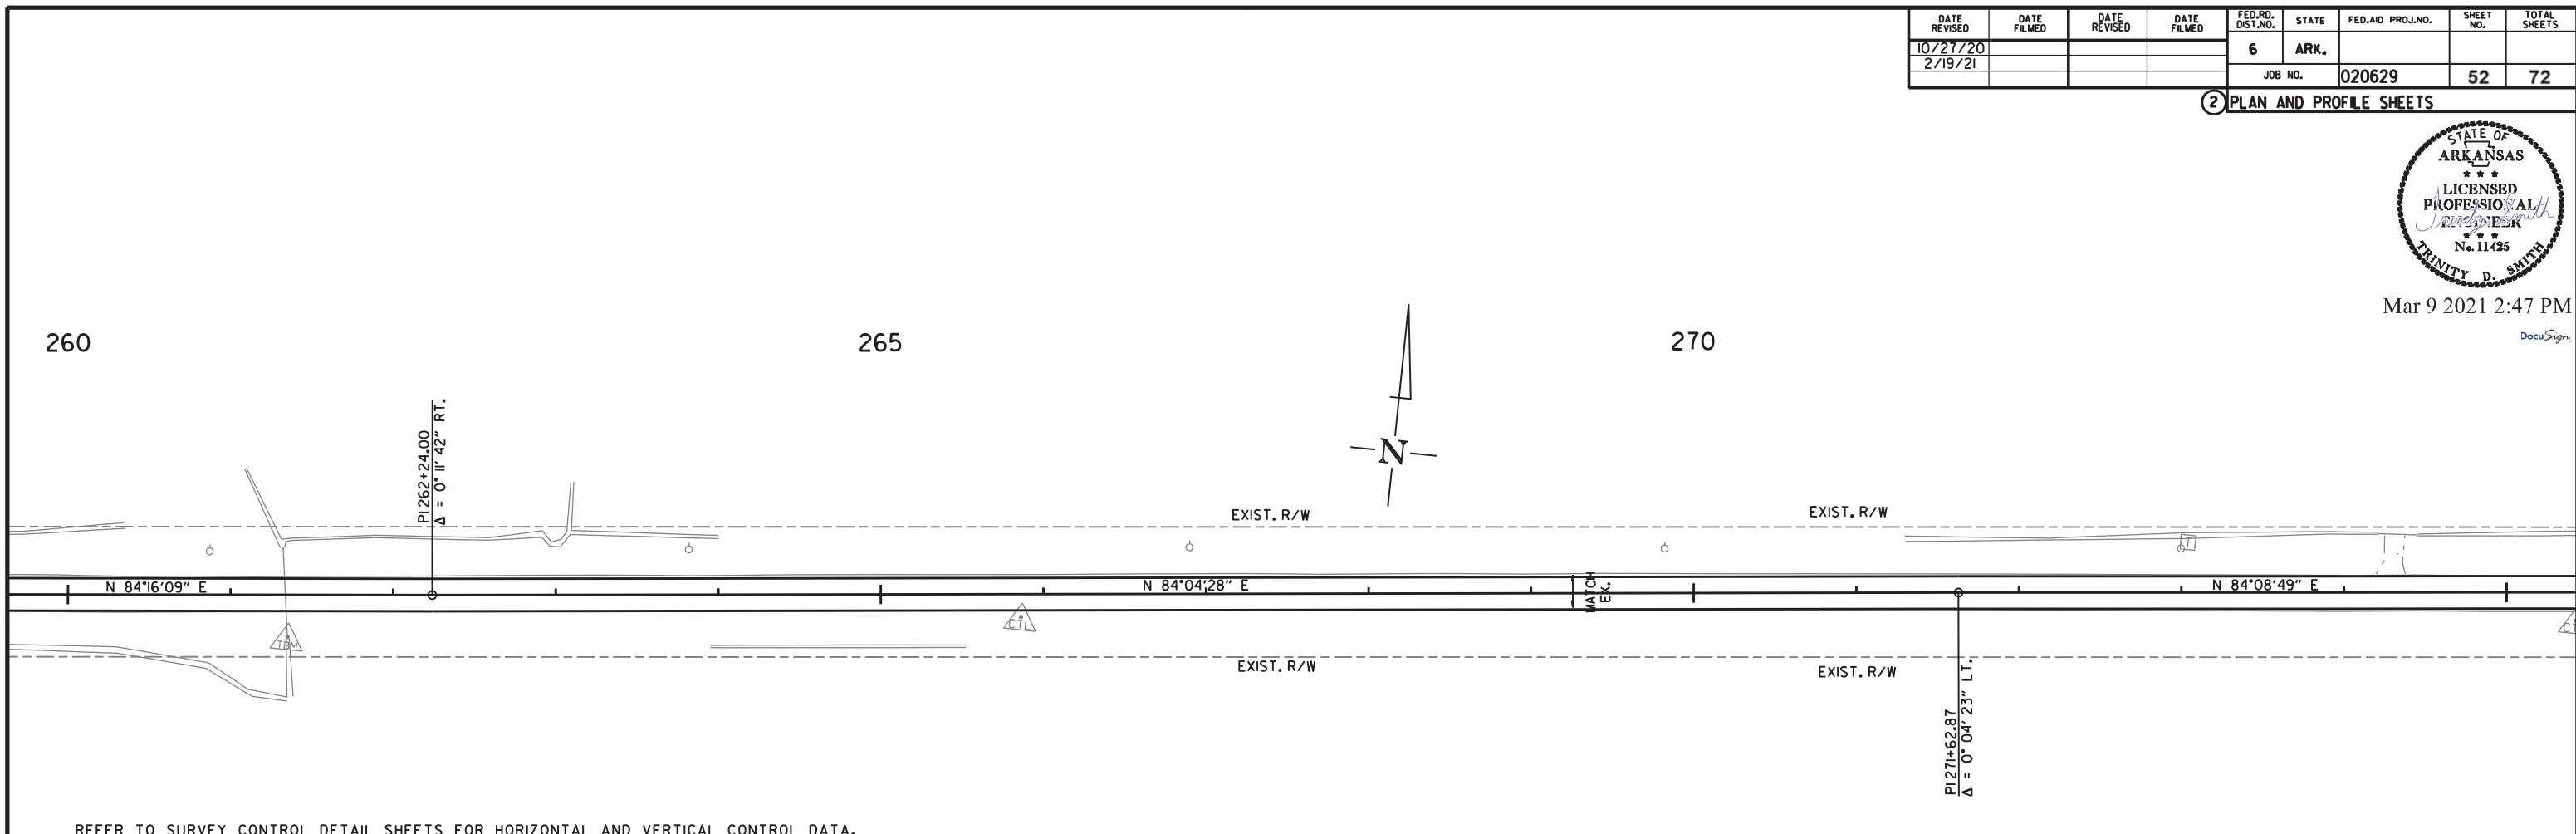 DATE REVISED
DATE FILMED
DATE REVISED
DATE FILMED
FED.RD. DIST.NO.
STATE
FED.AID PROJ.NO.
SHEET NO.
TOTAL SHEETS
10/27/20
2/19/21
6
ARK.
JOB NO.
020629
52
72
2 PLAN AND PROFILE SHEETS
STATE OF
ARKANSAS
★ ★ ★
LICENSED
PROFESSIONAL
ENGINEER
★ ★ ★
No. 11425
TRINITY D. SMITH
Trinity Smith
Mar 9 2021 2:47 PM
DocuSign
260
265
270
PI 262+24.00
Δ = 0° 11' 42" RT.
N
EXIST. R/W
EXIST. R/W
T
N 84°16'09" E
N 84°04'28" E
MATCH
EX.
N 84°08'49" E
TBM
CTL
EXIST. R/W
EXIST. R/W
PI 271+62.87
Δ = 0° 04' 23" LT.
REFER TO SURVEY CONTROL DETAIL SHEETS FOR HORIZONTAL AND VERTICAL CONTROL DATA.